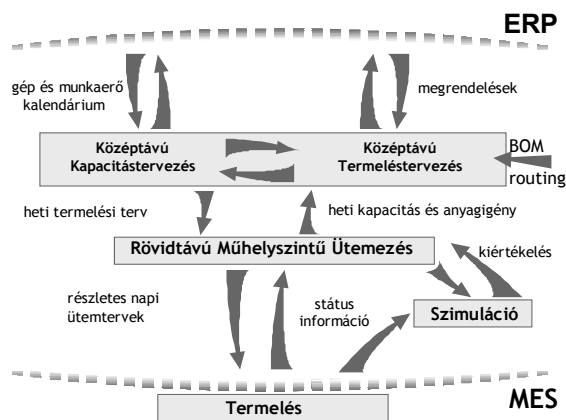 ERP
gép és munkaerő
kalendárium
megrendelések
Középtávú
Kapacitástervezés
Középtávú
Termeléstervezés
BOM
routing
heti termelési terv
heti kapacitás és anyagigény
Rövidtávú Műhelyszintű Ütemezés
kiértékelés
részletes napi
ütemtervek
státus
információ
Szimuláció
MES
Termelés